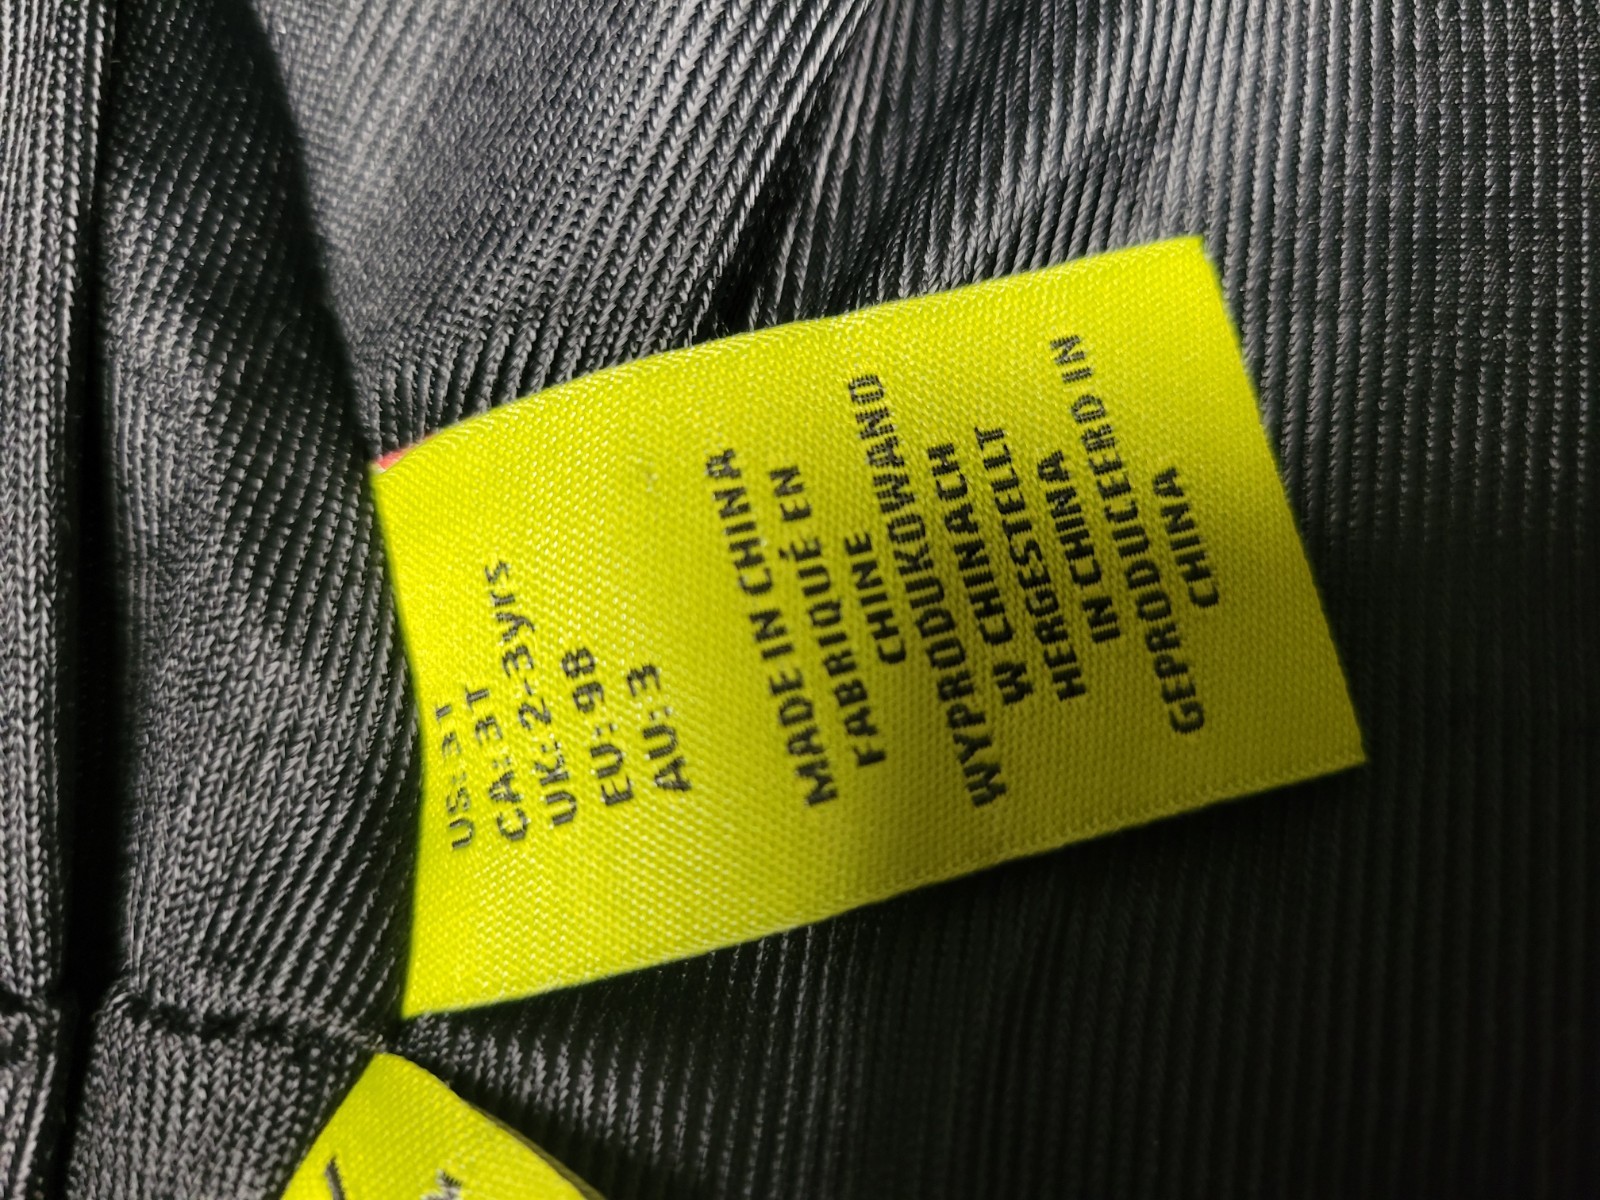 US: 3T
CA: 3T
UK: 2-3yrs
EU: 98
AU: 3
MADE IN CHINA
FABRIQUÉ EN
CHINE
WYPRODUKOWANO
W CHINACH
HERGESTELLT
IN CHINA
GEPRODUCEERD IN
CHINA